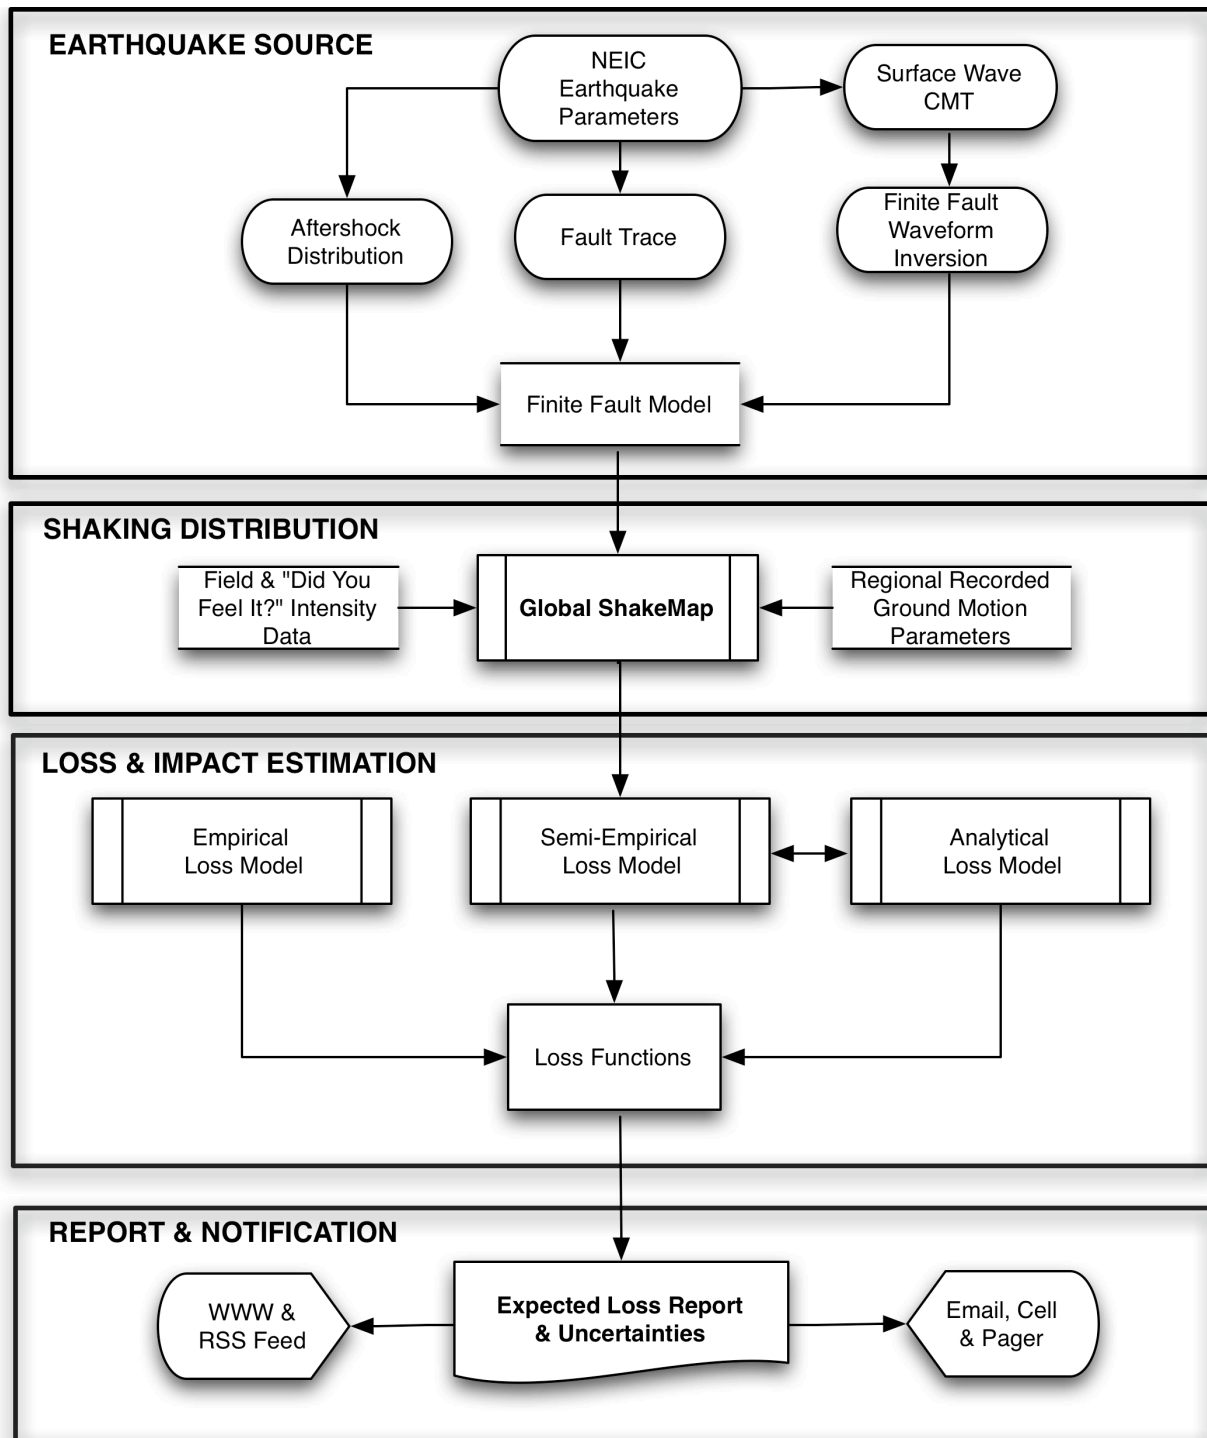 EARTHQUAKE SOURCE
NEIC
Earthquake
Parameters
Surface Wave
CMT
Aftershock
Distribution
Fault Trace
Finite Fault
Waveform
Inversion
Finite Fault Model
SHAKING DISTRIBUTION
Field & "Did You
Feel It?" Intensity
Data
Global ShakeMap
Regional Recorded
Ground Motion
Parameters
LOSS & IMPACT ESTIMATION
Empirical
Loss Model
Semi-Empirical
Loss Model
Analytical
Loss Model
Loss Functions
REPORT & NOTIFICATION
WWW &
RSS Feed
Expected Loss Report
& Uncertainties
Email, Cell
& Pager